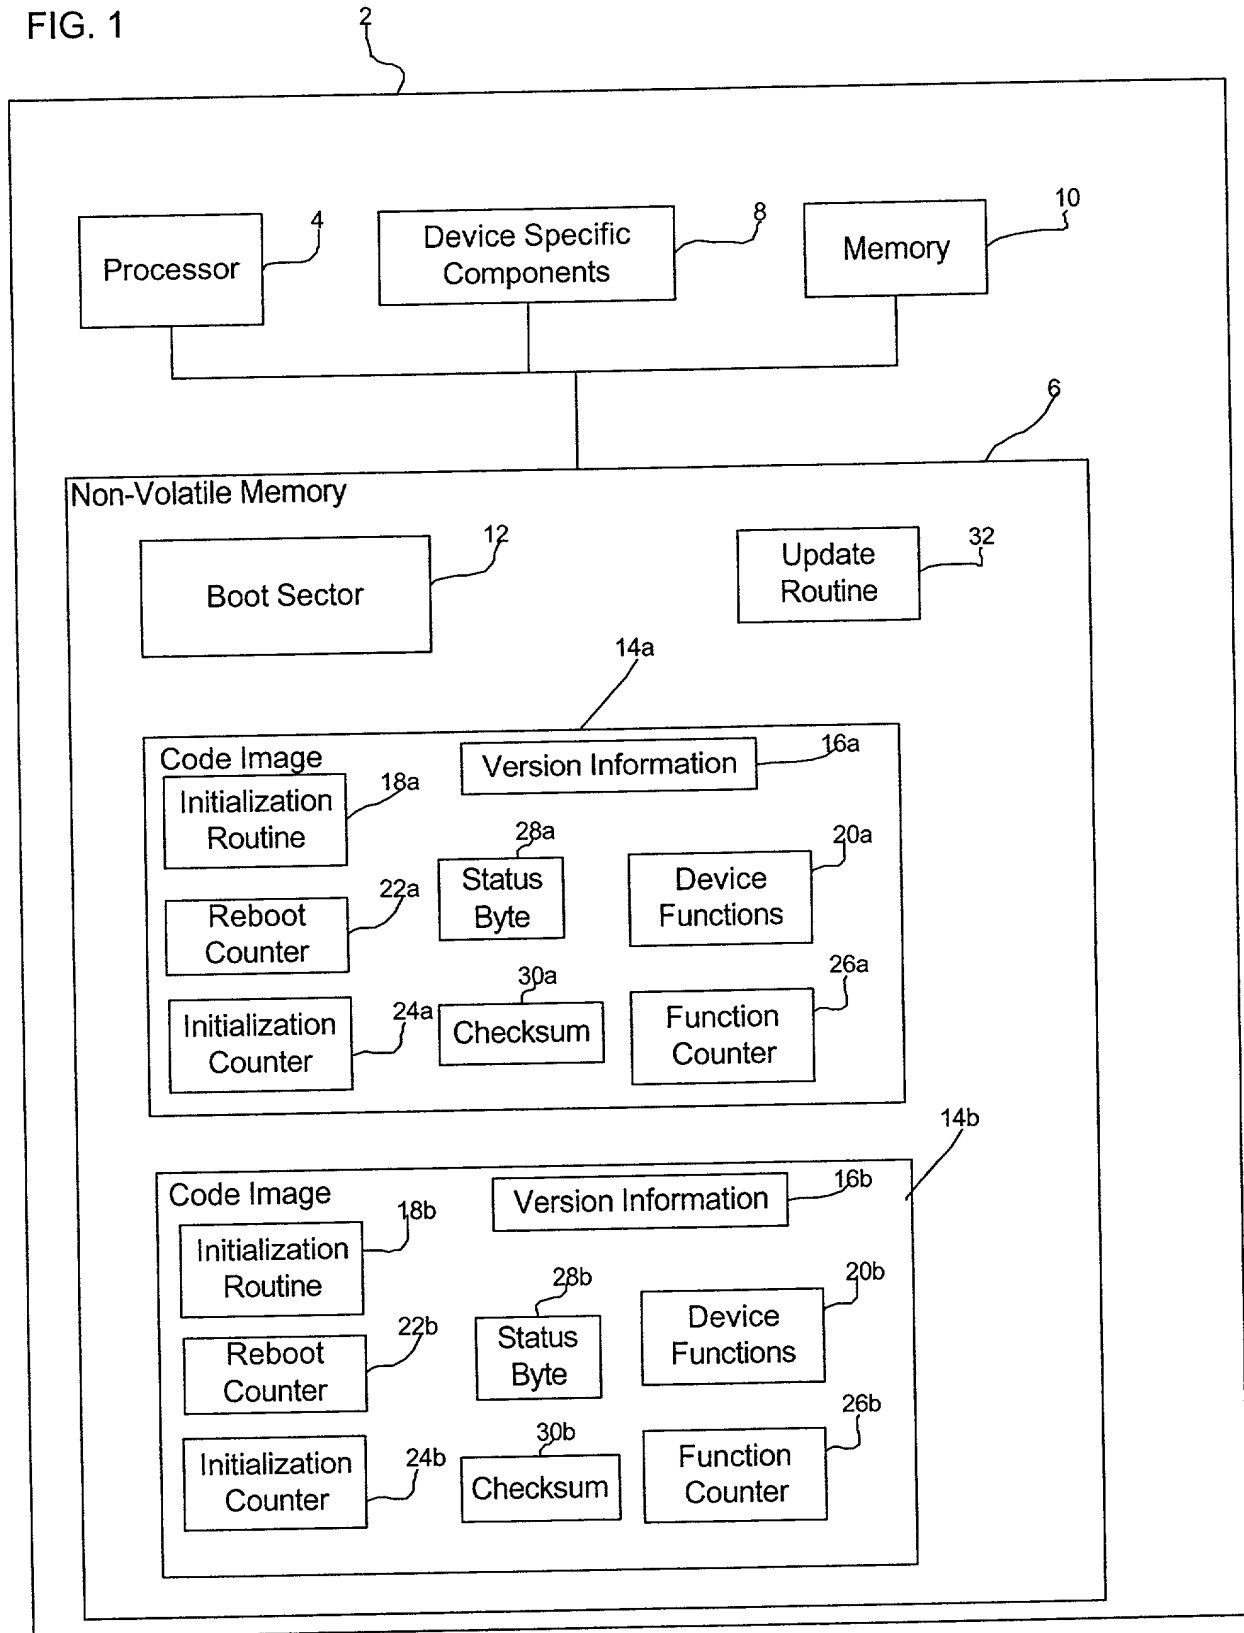 FIG. 1
2
Processor
4
Device Specific
Components
8
Memory
10
6
Non-Volatile Memory
Boot Sector
12
Update
Routine
32
14a
Code Image
Version Information
16a
Initialization
Routine
18a
28a
Status
Byte
20a
Device
Functions
Reboot
Counter
22a
30a
Checksum
26a
Function
Counter
Initialization
Counter
24a
14b
Code Image
Version Information
16b
Initialization
Routine
18b
28b
Status
Byte
20b
Device
Functions
Reboot
Counter
22b
30b
Checksum
26b
Function
Counter
Initialization
Counter
24b